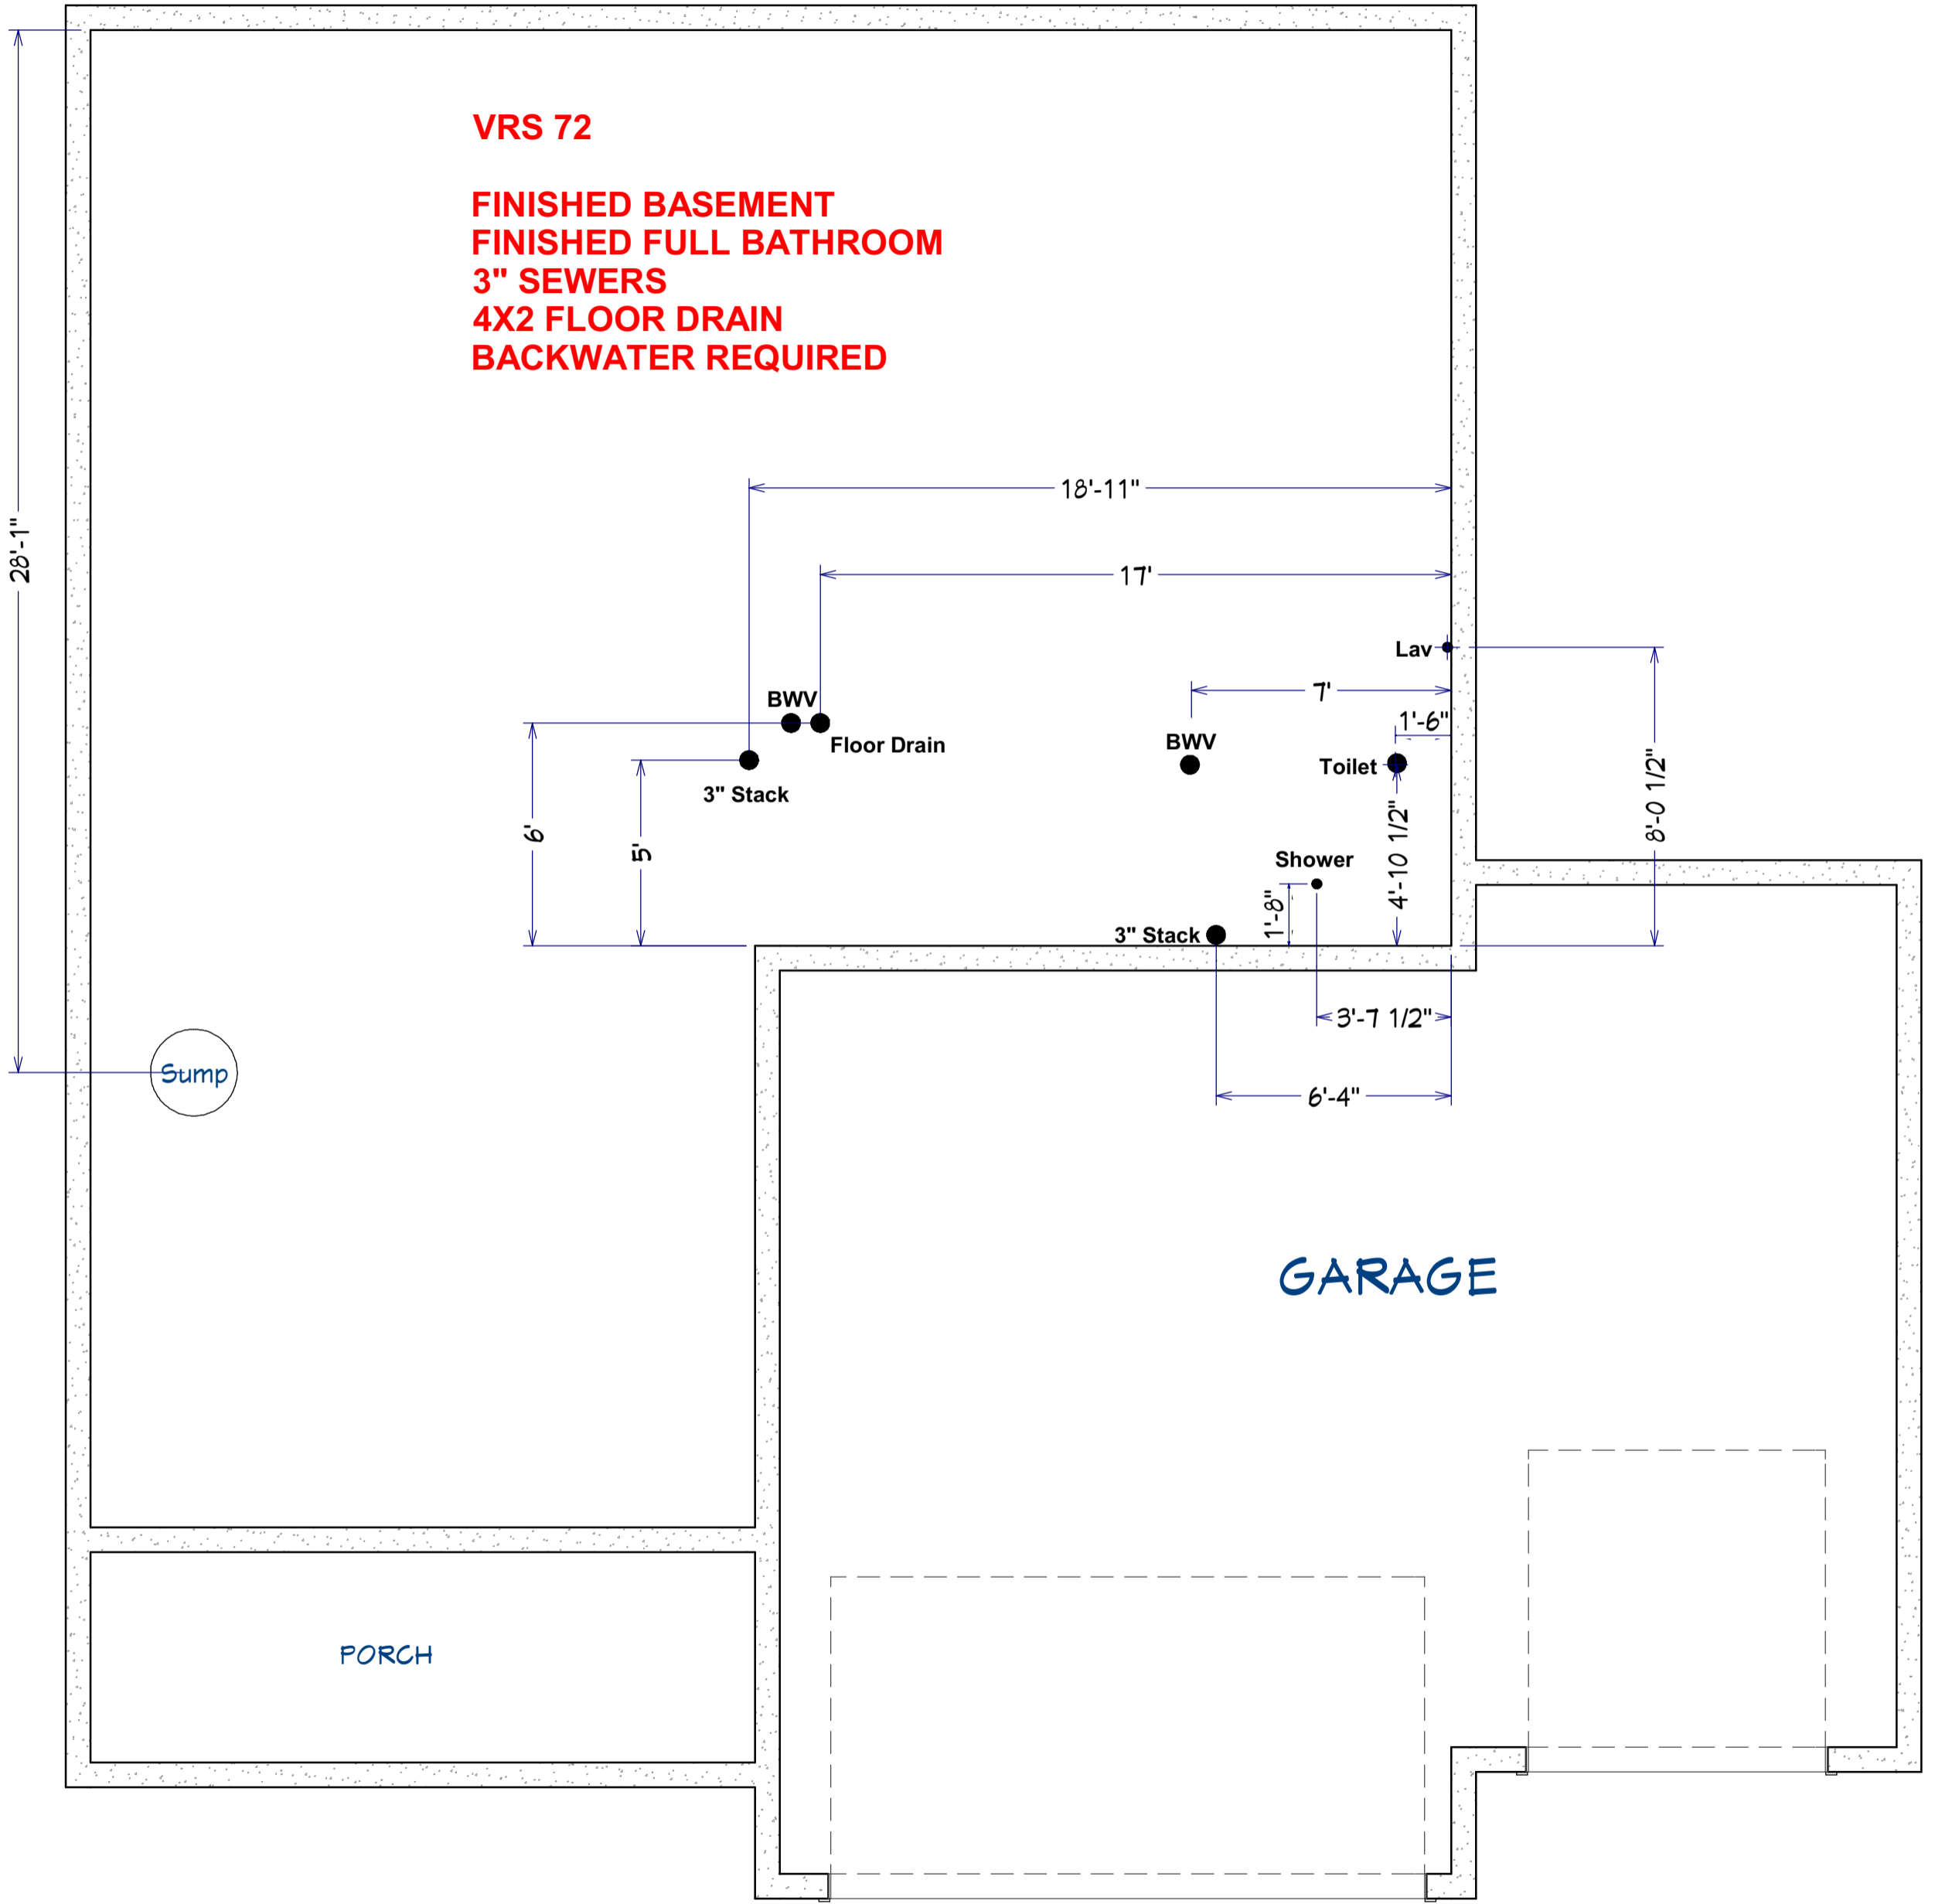 VRS 72
FINISHED BASEMENT
FINISHED FULL BATHROOM
3" SEWERS
4X2 FLOOR DRAIN
BACKWATER REQUIRED
28'-1"
18'-11"
17'
Lav
7'
BWV
1'-6"
Floor Drain
BWV
Toilet
3" Stack
8'-0 1/2"
6'
5'
4'-10 1/2"
Shower
1'-8"
3" Stack
3'-7 1/2"
Sump
6'-4"
GARAGE
PORCH